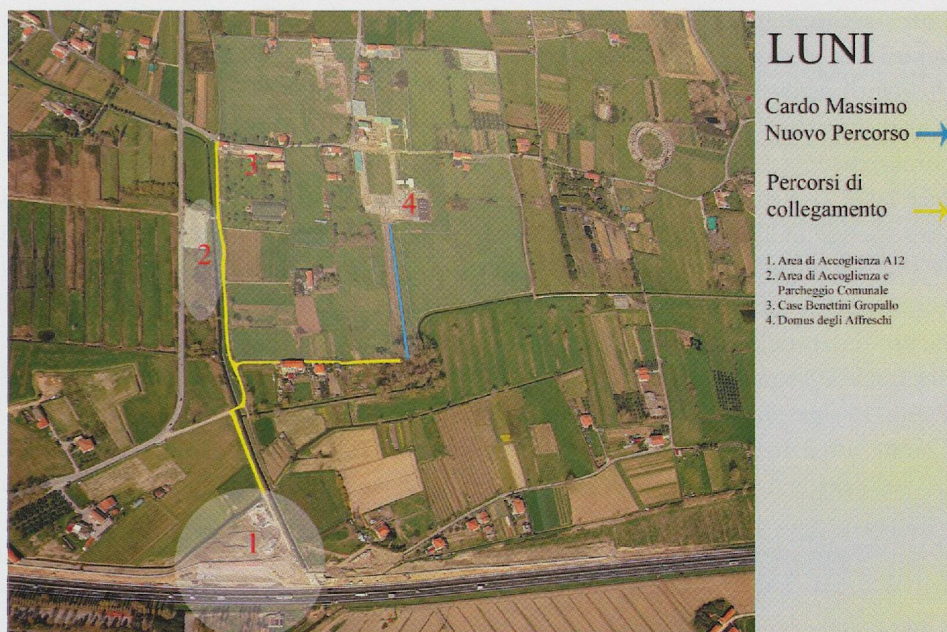 LUNI
Cardo Massimo
Nuovo Percorso
Percorsi di
collegamento
1. Area di Accoglienza A12
2. Area di Accoglienza e
Parcheggio Comunale
3. Case Benettini Gropallo
4. Domus degli Affreschi
3
4
2
1